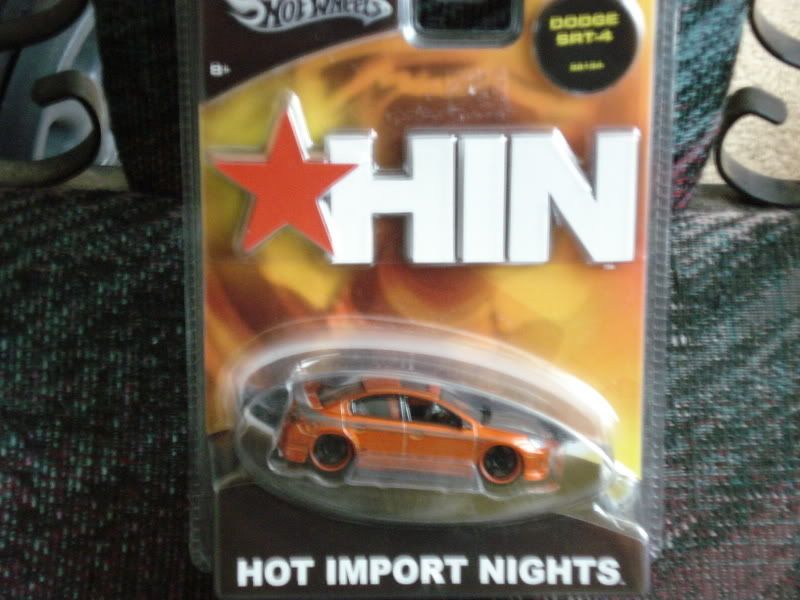 HOT WHEELS
DODGE
SRT-4
8+
HIN
HOT IMPORT NIGHTS